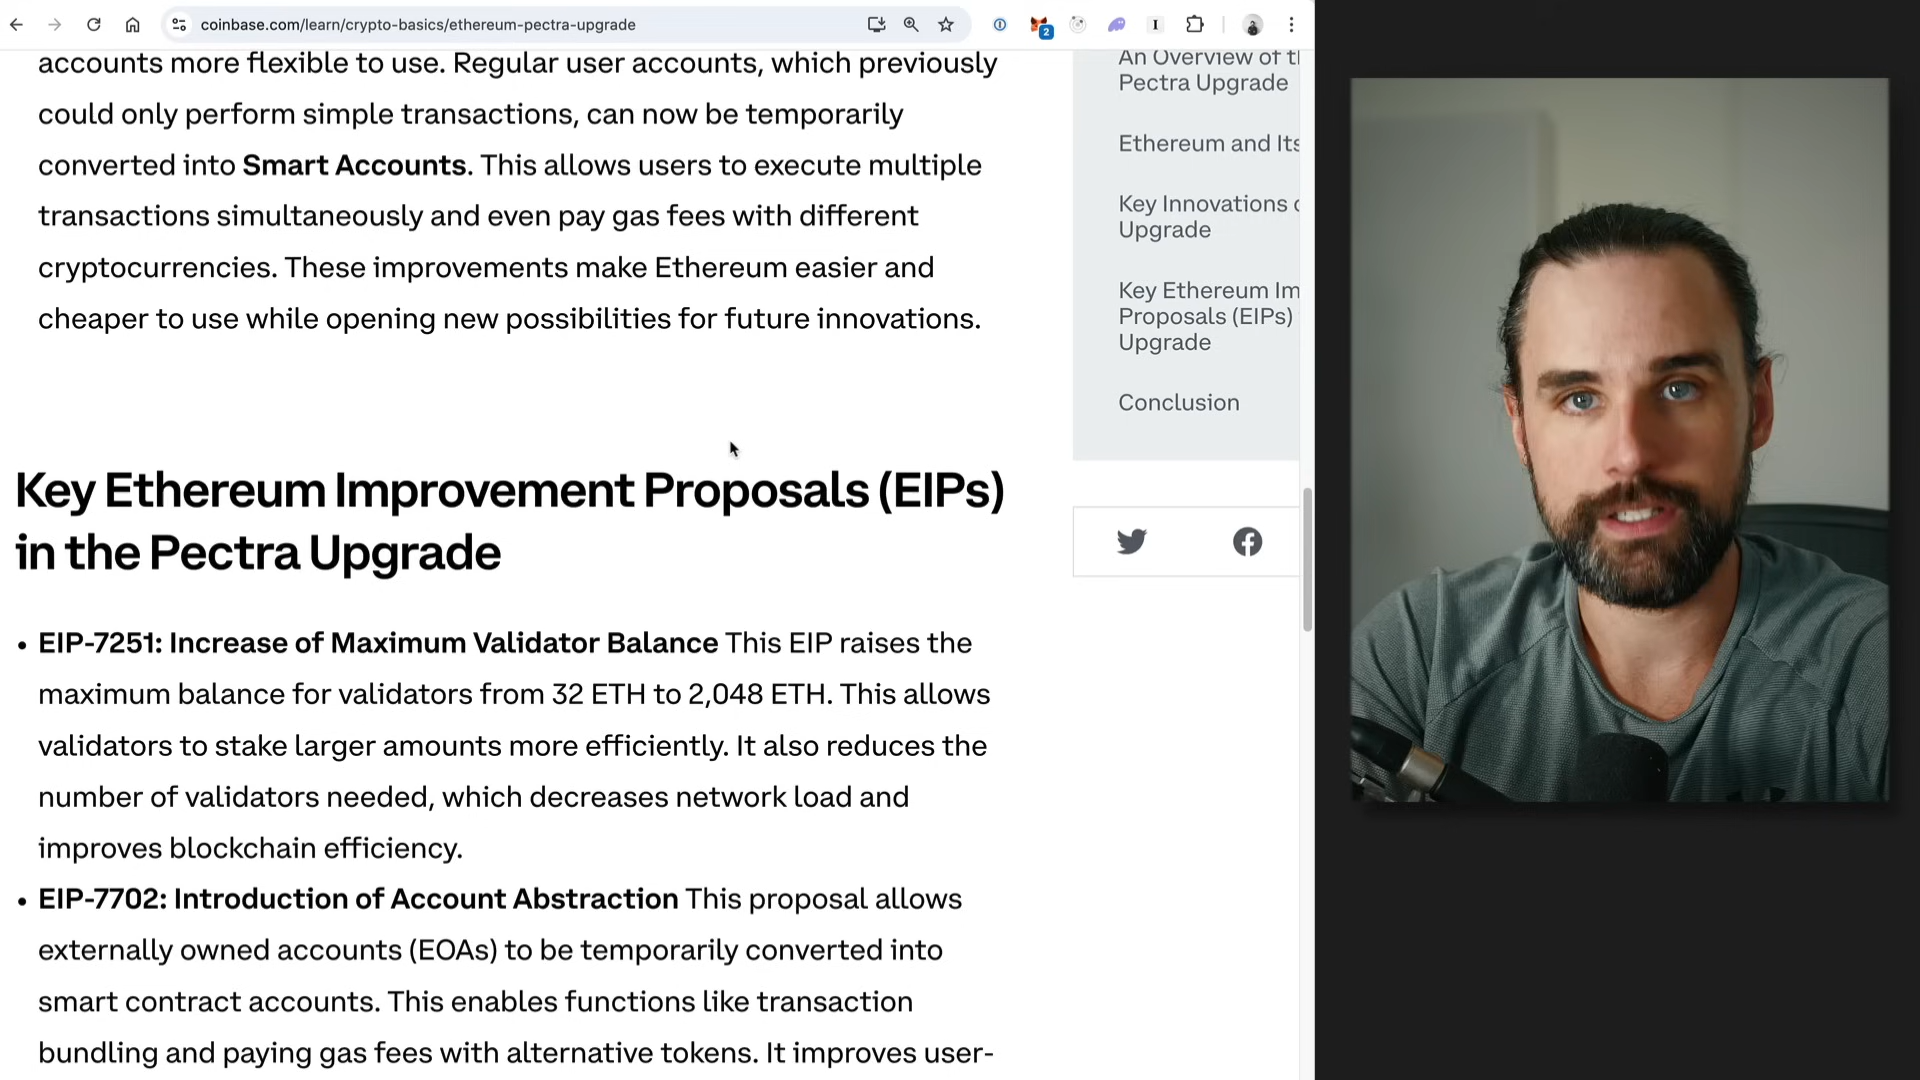 coinbase.com/learn/crypto-basics/ethereum-pectra-upgrade
2
accounts more flexible to use. Regular user accounts, which previously
could only perform simple transactions, can now be temporarily
converted into Smart Accounts. This allows users to execute multiple
transactions simultaneously and even pay gas fees with different
cryptocurrencies. These improvements make Ethereum easier and
cheaper to use while opening new possibilities for future innovations.
Key Ethereum Improvement Proposals (EIPs)
in the Pectra Upgrade
• EIP-7251: Increase of Maximum Validator Balance This EIP raises the
maximum balance for validators from 32 ETH to 2,048 ETH. This allows
validators to stake larger amounts more efficiently. It also reduces the
number of validators needed, which decreases network load and
improves blockchain efficiency.
• EIP-7702: Introduction of Account Abstraction This proposal allows
externally owned accounts (EOAs) to be temporarily converted into
smart contract accounts. This enables functions like transaction
bundling and paying gas fees with alternative tokens. It improves user-
An Overview of
Pectra Upgrade
Ethereum and Its
Key Innovations
Upgrade
Key Ethereum Im
Proposals (EIPs)
Upgrade
Conclusion